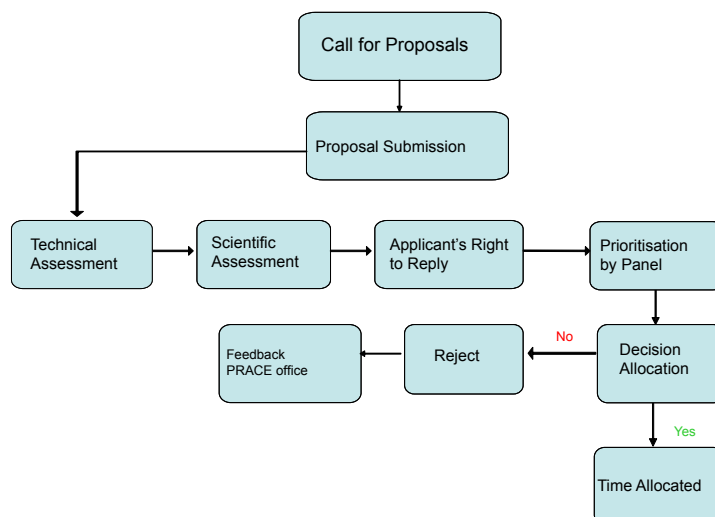 Call for Proposals
Proposal Submission
Technical
Assessment
Scientific
Assessment
Applicant's Right
to Reply
Prioritisation
by Panel
Feedback
PRACE office
Reject
No
Decision
Allocation
Yes
Time Allocated